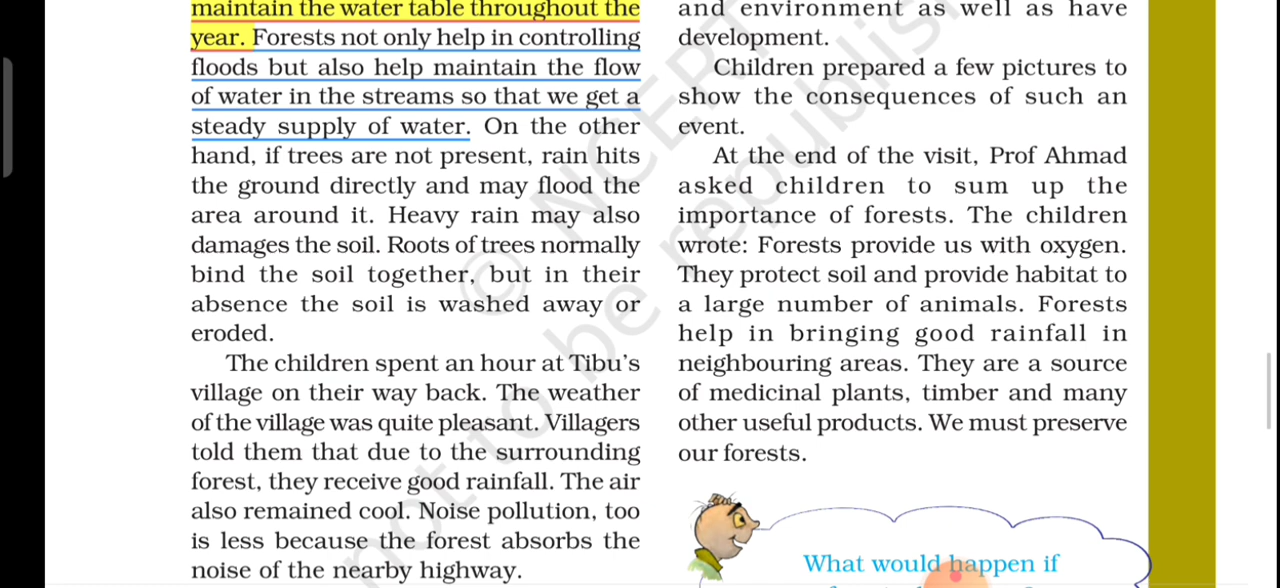 maintain the water table throughout the
year. Forests not only help in controlling
floods but also help maintain the flow
of water in the streams so that we get a
steady supply of water. On the other
hand, if trees are not present, rain hits
the ground directly and may flood the
area around it. Heavy rain may also
damages the soil. Roots of trees normally
bind the soil together, but in their
absence the soil is washed away or
eroded.
The children spent an hour at Tibu's
village on their way back. The weather
of the village was quite pleasant. Villagers
told them that due to the surrounding
forest, they receive good rainfall. The air
also remained cool. Noise pollution, too
is less because the forest absorbs the
noise of the nearby highway.
and environment as well as have
development.
Children prepared a few pictures to
show the consequences of such an
event.
At the end of the visit, Prof Ahmad
asked children to sum up the
importance of forests. The children
wrote: Forests provide us with oxygen.
They protect soil and provide habitat to
a large number of animals. Forests
help in bringing good rainfall in
neighbouring areas. They are a source
of medicinal plants, timber and many
other useful products. We must preserve
our forests.
What would happen if
© NCERT
not to be republish